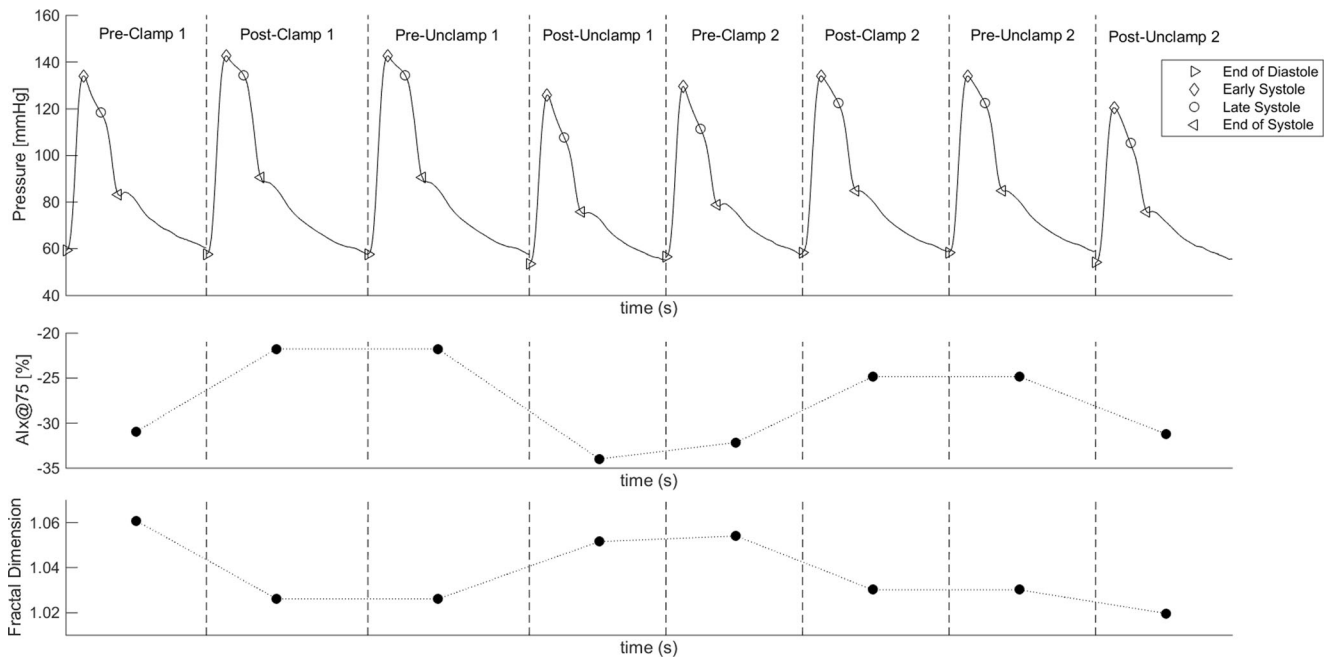 160
140
120
100
80
60
40
Pressure [mmHg]
Pre-Clamp 1
Post-Clamp 1
Pre-Unclamp 1
Post-Unclamp 1
Pre-Clamp 2
Post-Clamp 2
Pre-Unclamp 2
Post-Unclamp 2
End of Diastole
Early Systole
Late Systole
End of Systole
time (s)
-20
-25
-30
-35
AIx@75 [%]
time (s)
1.06
1.04
1.02
Fractal Dimension
time (s)